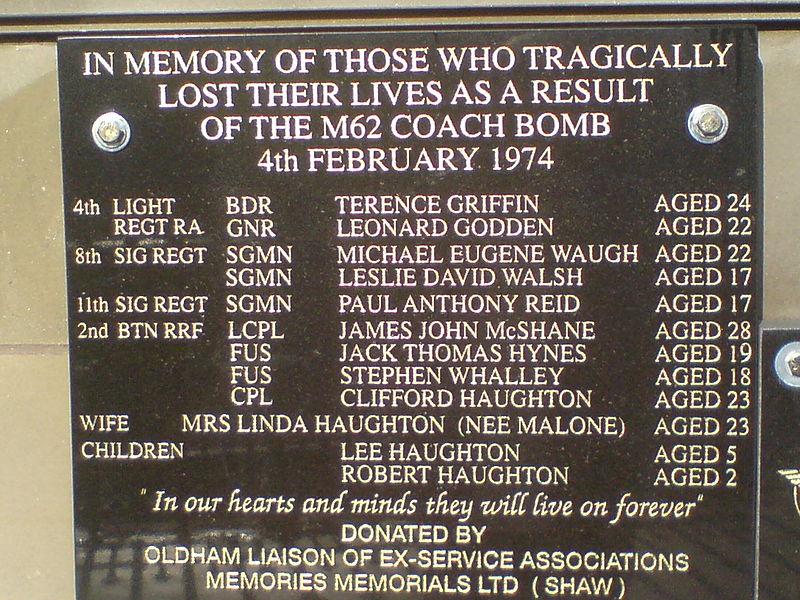 IN MEMORY OF THOSE WHO TRAGICALLY
LOST THEIR LIVES AS A RESULT
OF THE M62 COACH BOMB
4th FEBRUARY 1974
4th LIGHT BDR TERENCE GRIFFIN AGED 24
REGT RA GNR LEONARD GODDEN AGED 22
8th SIG REGT SGMN MICHAEL EUGENE WAUGH AGED 22
SGMN LESLIE DAVID WALSH AGED 17
11th SIG REGT SGMN PAUL ANTHONY REID AGED 17
2nd BTN RRF LCPL JAMES JOHN McSHANE AGED 28
FUS JACK THOMAS HYNES AGED 19
FUS STEPHEN WHALLEY AGED 18
CPL CLIFFORD HAUGHTON AGED 23
WIFE MRS LINDA HAUGHTON (NEE MALONE) AGED 23
CHILDREN LEE HAUGHTON AGED 5
ROBERT HAUGHTON AGED 2
"In our hearts and minds they will live on forever"
DONATED BY
OLDHAM LIAISON OF EX-SERVICE ASSOCIATIONS
MEMORIES MEMORIALS LTD (SHAW)